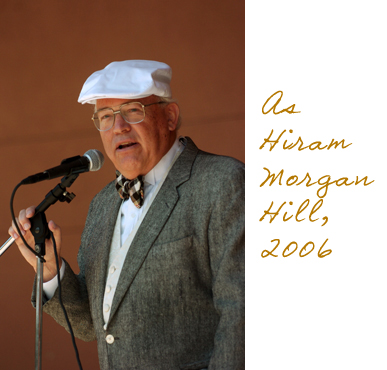 As
Hiram
Morgan
Hill,
2006